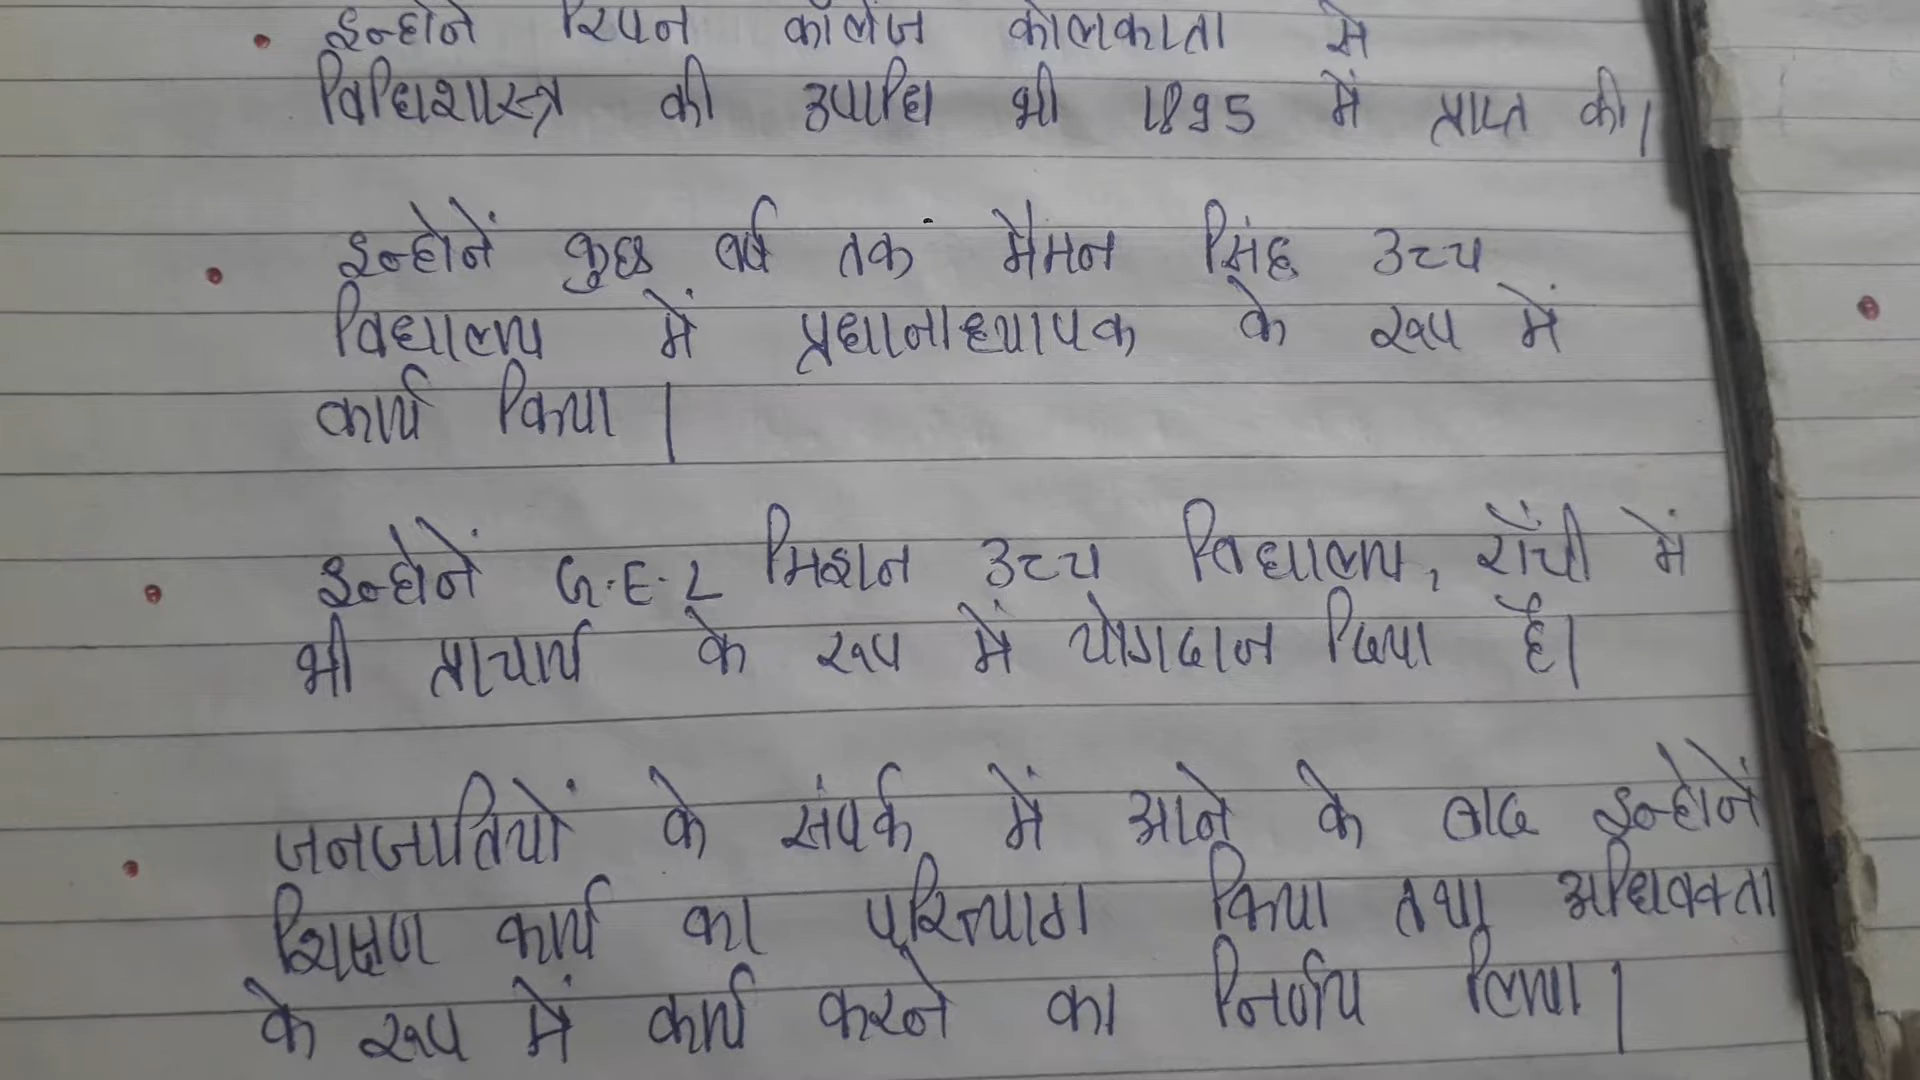 • इन्होंने रिपन कॉलेज कोलकाता से
विधिशास्त्र की उपाधि भी 1895 में प्राप्त की।
• इन्होनें कुछ वर्ष तक मैमन सिंह उच्च
विद्यालय में प्रधानाध्यापक के रूप में
कार्य किया।
• इन्होनें G.E.L मिशन उच्च विद्यालय, राँची में
भी प्राचार्य के रूप में योगदान दिया है।
• जनजातियों के संपर्क में आने के बाद इन्होनें
शिक्षण कार्य का परित्याग किया तथा अधिवक्ता
के रूप में कार्य करने का निर्णय लिया।